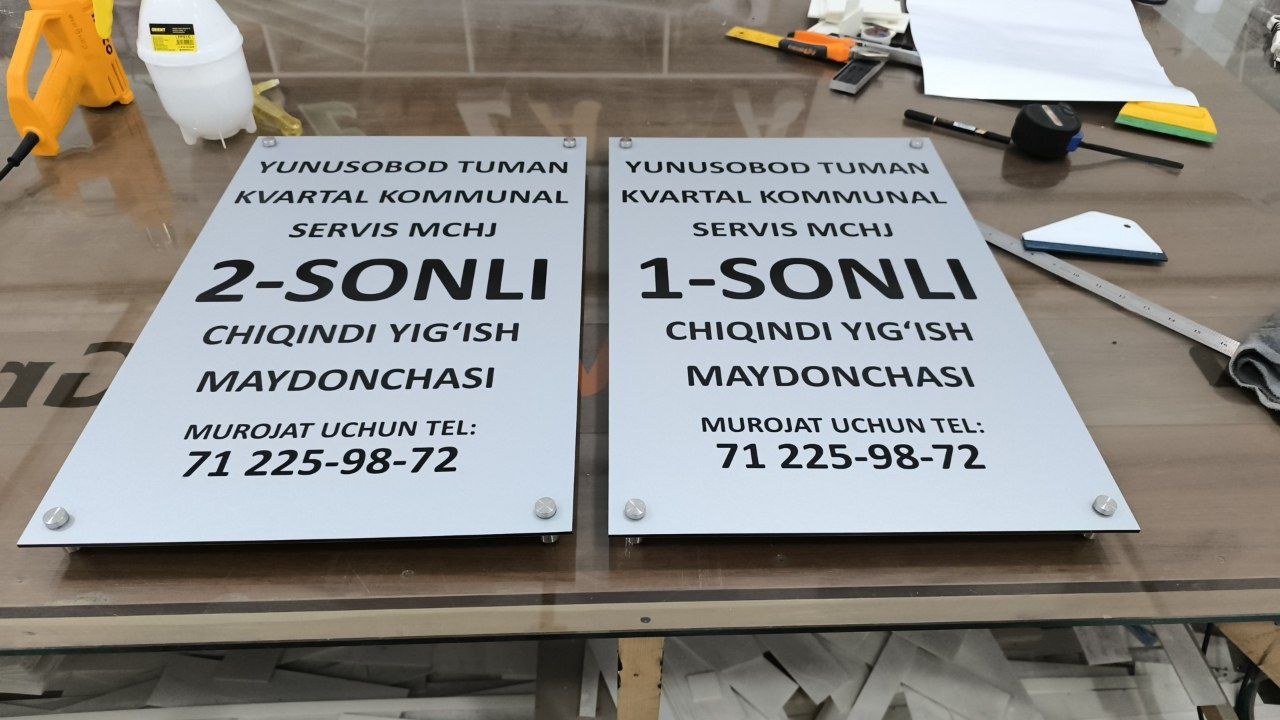 YUNUSOBOD TUMAN
KVARTAL KOMMUNAL
SERVIS MCHJ
2-SONLI
CHIQINDI YIG‘ISH
MAYDONCHASI
MUROJAT UCHUN TEL:
71 225-98-72
YUNUSOBOD TUMAN
KVARTAL KOMMUNAL
SERVIS MCHJ
1-SONLI
CHIQINDI YIG‘ISH
MAYDONCHASI
MUROJAT UCHUN TEL:
71 225-98-72